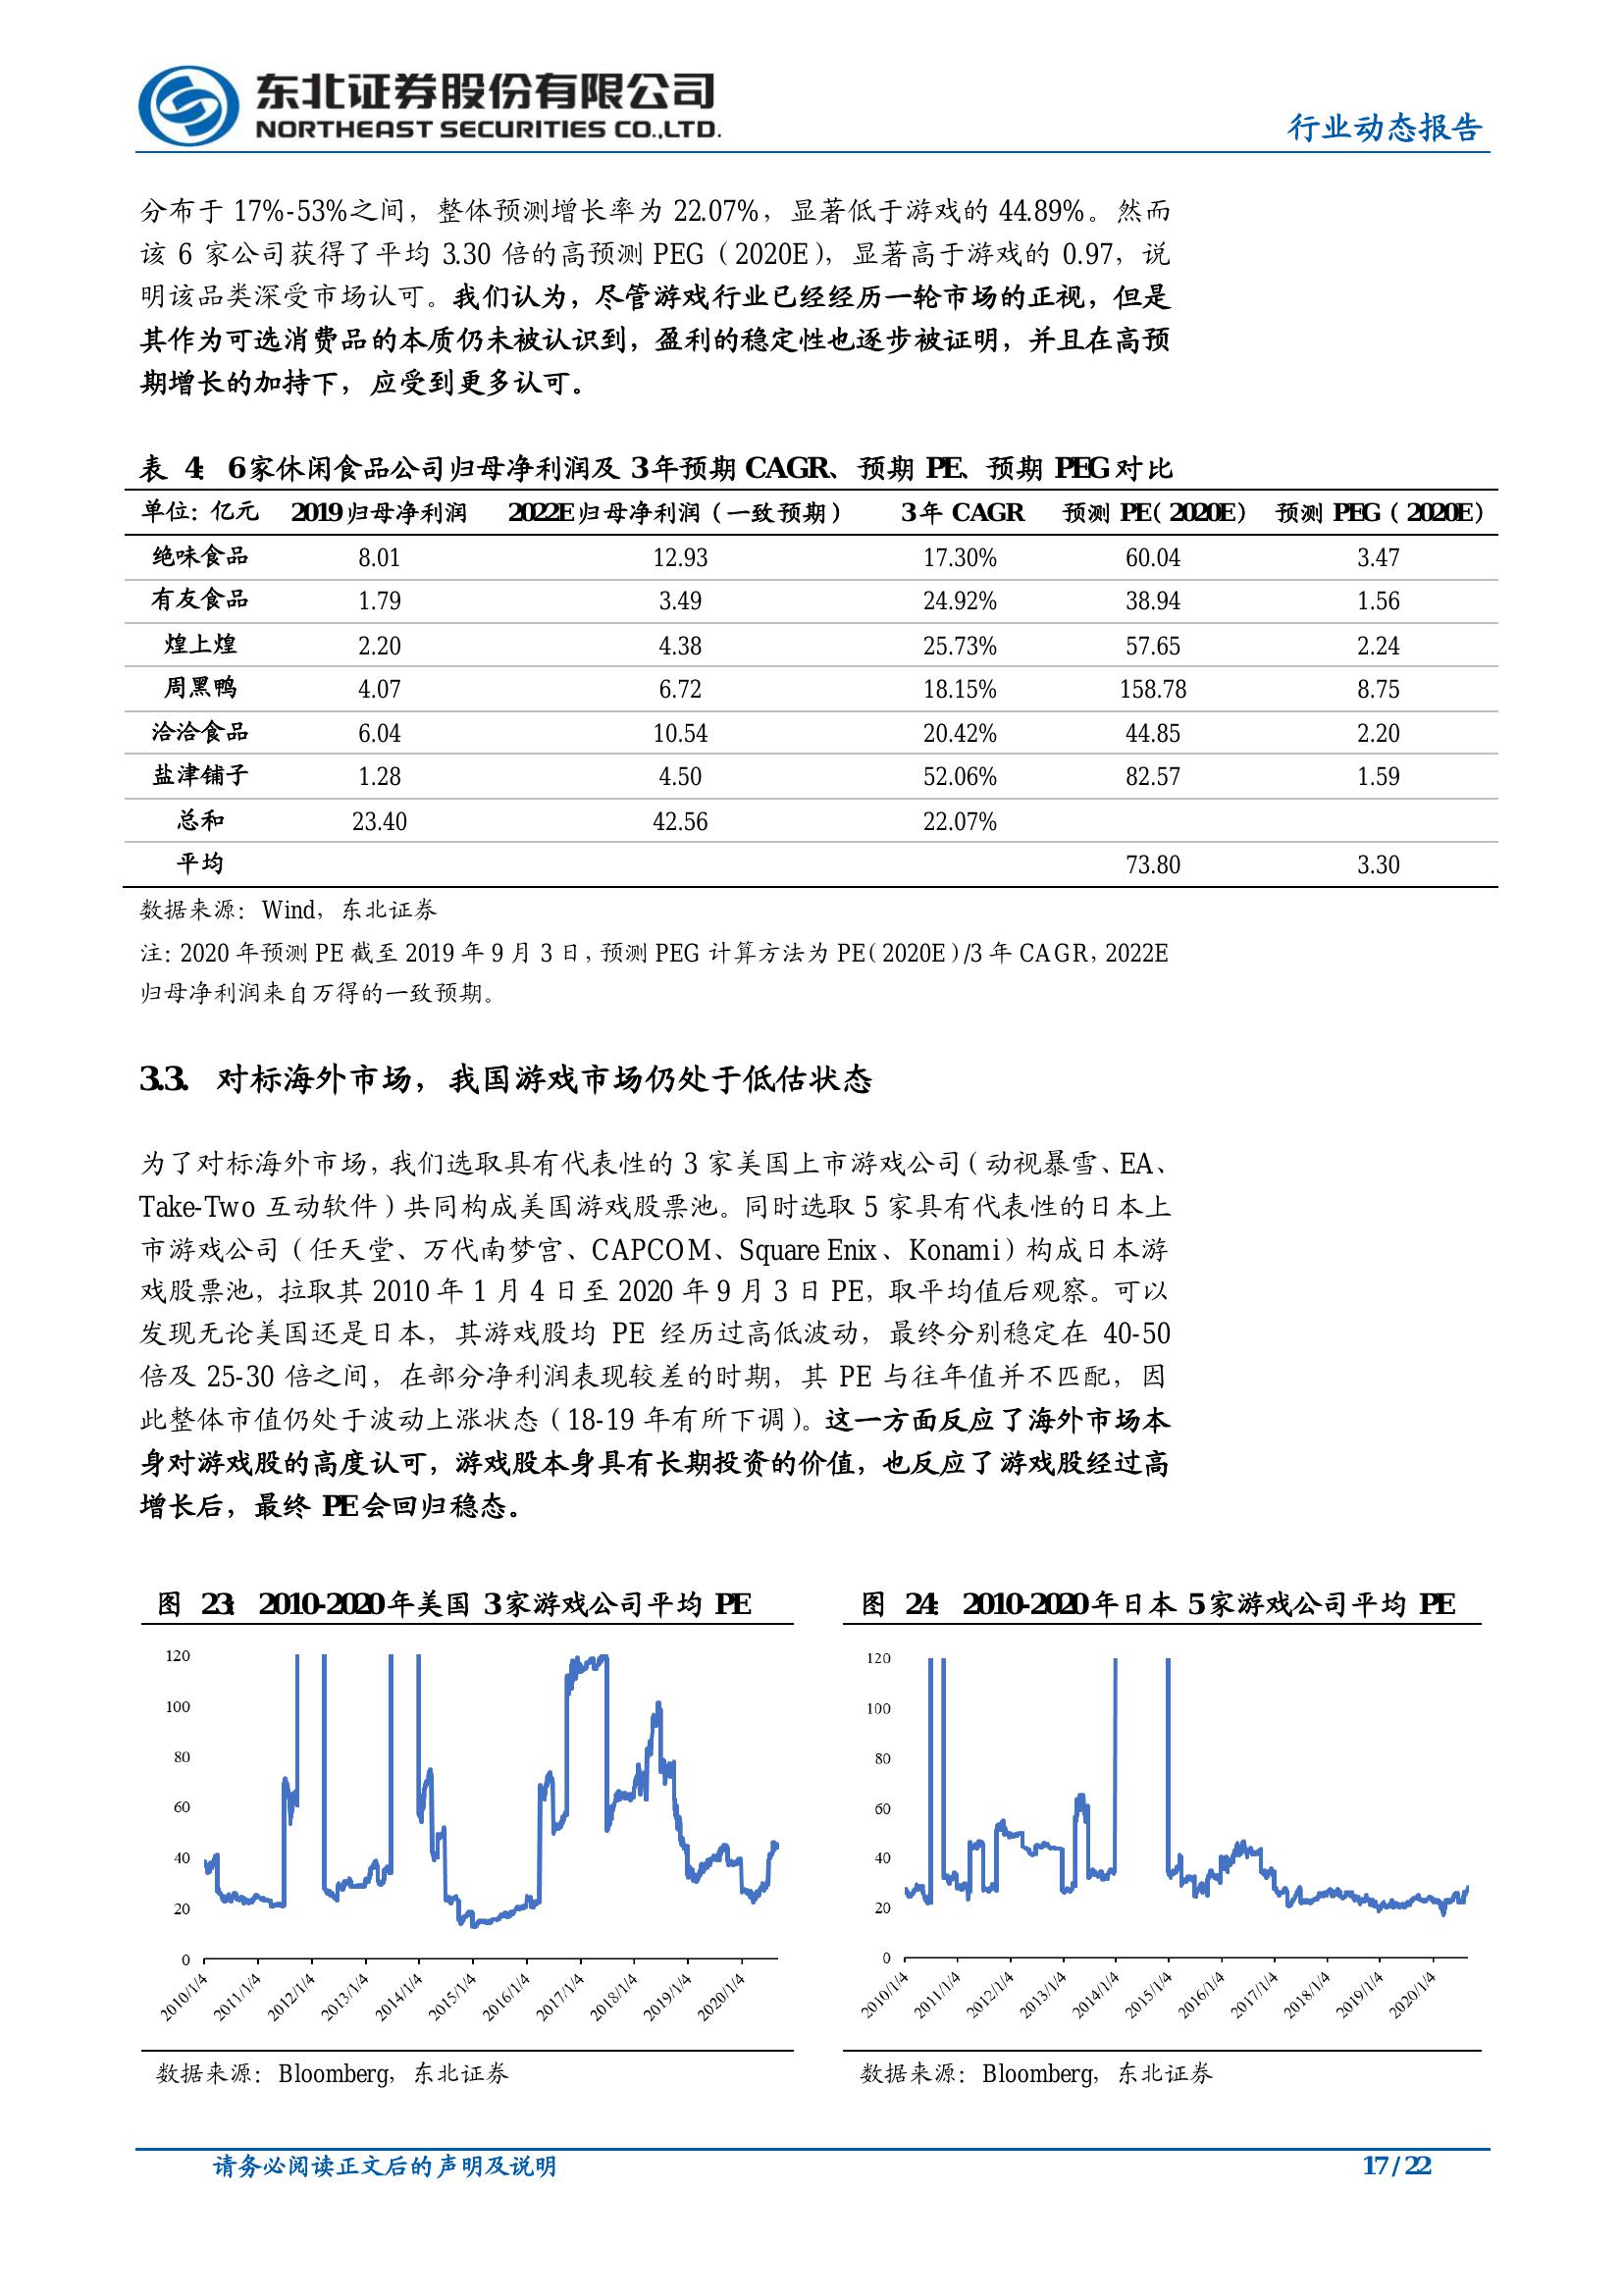 东北证券股份有限公司
NORTHEAST SECURITIES CO.,LTD.
行业动态报告
分布于 17%-53%之间，整体预测增长率为 22.07%，显著低于游戏的 44.89%。然而
该 6 家公司获得了平均 3.30 倍的高预测 PEG（2020E），显著高于游戏的 0.97，说
明该品类深受市场认可。我们认为，尽管游戏行业已经经历一轮市场的正视，但是
其作为可选消费品的本质仍未被认识到，盈利的稳定性也逐步被证明，并且在高预
期增长的加持下，应受到更多认可。
表 4： 6 家休闲食品公司归母净利润及 3 年预期 CAGR、预期 PE、预期 PEG 对比
单位：亿元 2019 归母净利润 2022E 归母净利润（一致预期） 3 年 CAGR 预测 PE（2020E） 预测 PEG（2020E）
绝味食品 8.01 12.93 17.30% 60.04 3.47
有友食品 1.79 3.49 24.92% 38.94 1.56
煌上煌 2.20 4.38 25.73% 57.65 2.24
周黑鸭 4.07 6.72 18.15% 158.78 8.75
洽洽食品 6.04 10.54 20.42% 44.85 2.20
盐津铺子 1.28 4.50 52.06% 82.57 1.59
总和 23.40 42.56 22.07%
平均 73.80 3.30
数据来源：Wind，东北证券
注：2020 年预测 PE 截至 2019 年 9 月 3 日，预测 PEG 计算方法为 PE（2020E）/3 年 CAGR，2022E
归母净利润来自万得的一致预期。
3.3. 对标海外市场，我国游戏市场仍处于低估状态
为了对标海外市场，我们选取具有代表性的 3 家美国上市游戏公司（动视暴雪、EA、
Take-Two 互动软件）共同构成美国游戏股票池。同时选取 5 家具有代表性的日本上
市游戏公司（任天堂、万代南梦宫、CAPCOM、Square Enix、Konami）构成日本游
戏股票池，拉取其 2010 年 1 月 4 日至 2020 年 9 月 3 日 PE，取平均值后观察。可以
发现无论美国还是日本，其游戏股均 PE 经历过高低波动，最终分别稳定在 40-50
倍及 25-30 倍之间，在部分净利润表现较差的时期，其 PE 与往年值并不匹配，因
此整体市值仍处于波动上涨状态（18-19 年有所下调）。这一方面反应了海外市场本
身对游戏股的高度认可，游戏股本身具有长期投资的价值，也反应了游戏股经过高
增长后，最终 PE 会回归稳态。
图 23： 2010-2020 年美国 3 家游戏公司平均 PE
120
100
80
60
40
20
0
2010/1/4 2011/1/4 2012/1/4 2013/1/4 2014/1/4 2015/1/4 2016/1/4 2017/1/4 2018/1/4 2019/1/4 2020/1/4
数据来源：Bloomberg，东北证券
图 24： 2010-2020 年日本 5 家游戏公司平均 PE
120
100
80
60
40
20
0
2010/1/4 2011/1/4 2012/1/4 2013/1/4 2014/1/4 2015/1/4 2016/1/4 2017/1/4 2018/1/4 2019/1/4 2020/1/4
数据来源：Bloomberg，东北证券
请务必阅读正文后的声明及说明
17 / 22